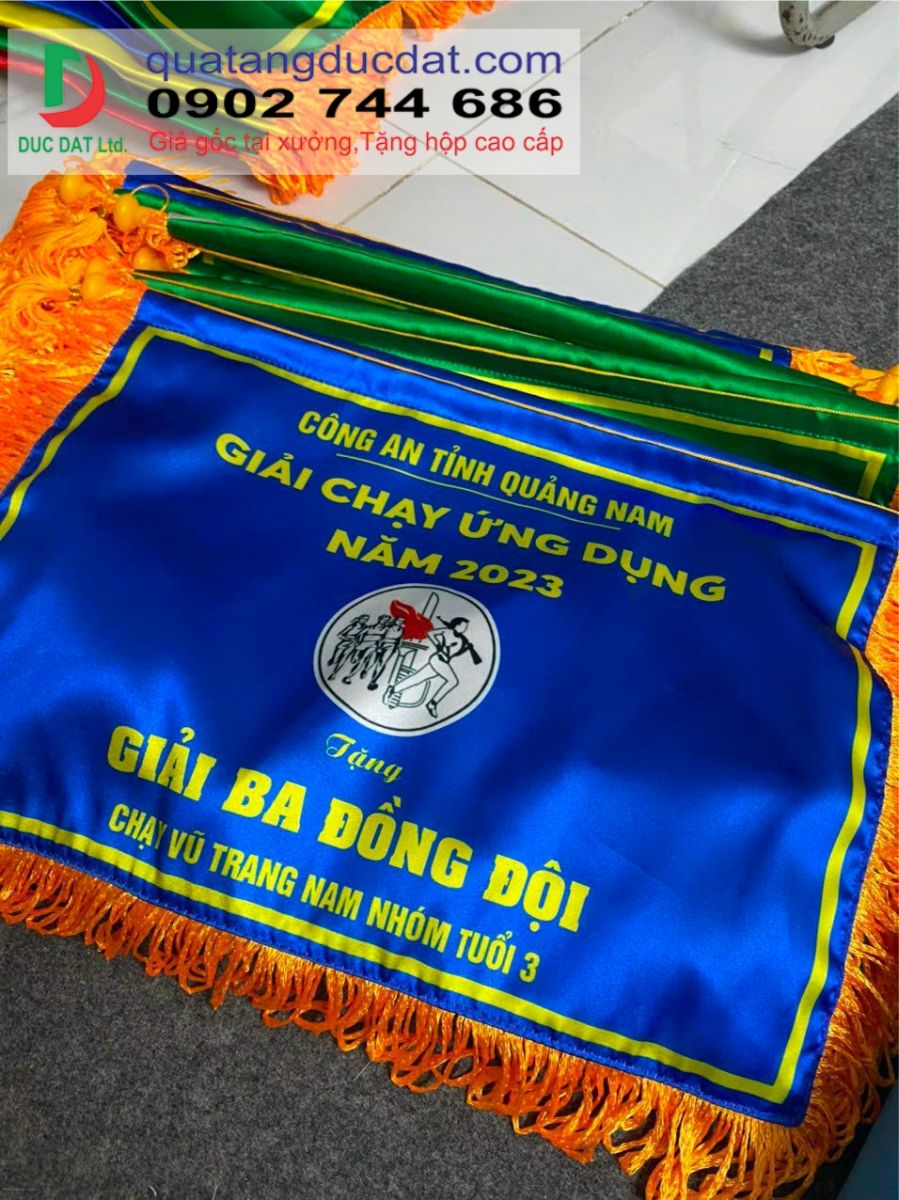 quatangducdat.com
0902 744 686
DUC DAT Ltd.
Giá gốc tại xưởng,Tặng hộp cao cấp
CÔNG AN TỈNH QUẢNG NAM
GIẢI CHẠY ỨNG DỤNG
NĂM 2023
Tặng
GIẢI BA ĐỒNG ĐỘI
CHẠY VŨ TRANG NAM NHÓM TUỔI 3